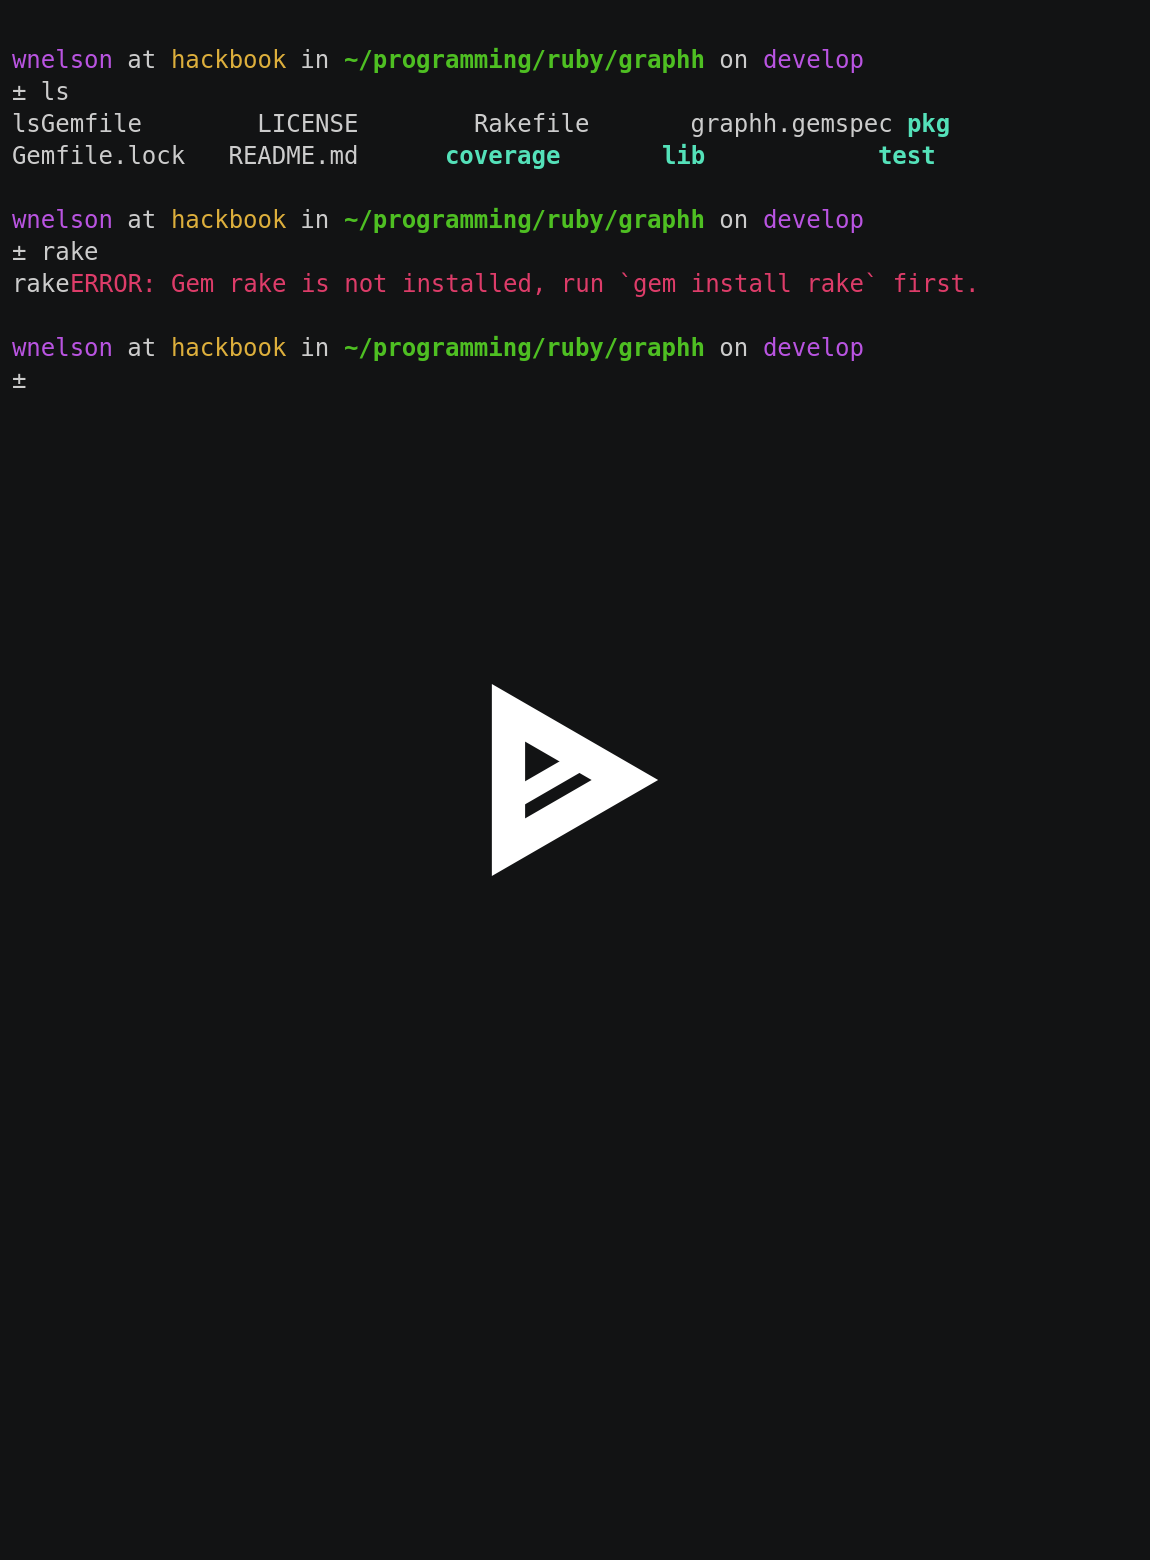 wnelson at hackbook in ~/programming/ruby/graphh on develop
± ls
lsGemfile        LICENSE        Rakefile       graphh.gemspec pkg
Gemfile.lock   README.md      coverage       lib            test
wnelson at hackbook in ~/programming/ruby/graphh on develop
± rake
rakeERROR: Gem rake is not installed, run `gem install rake` first.
wnelson at hackbook in ~/programming/ruby/graphh on develop
±